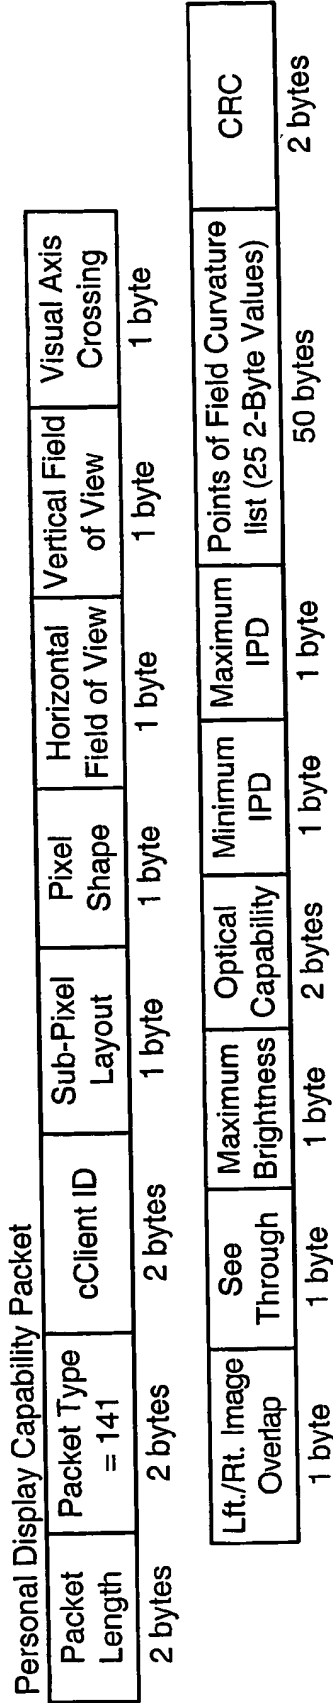 Personal Display Capability Packet
Packet Length
Packet Type = 141
cClient ID
Sub-Pixel Layout
Pixel Shape
Horizontal Field of View
Vertical Field of View
Visual Axis Crossing
2 bytes
2 bytes
2 bytes
1 byte
1 byte
1 byte
1 byte
1 byte
Lft./Rt. Image Overlap
See Through
Maximum Brightness
Optical Capability
Minimum IPD
Maximum IPD
Points of Field Curvature list (25 2-Byte Values)
CRC
1 byte
1 byte
1 byte
2 bytes
1 byte
1 byte
50 bytes
2 bytes